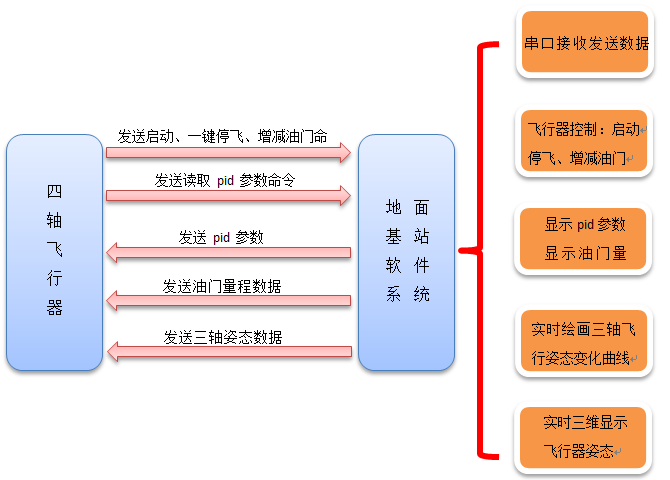 四
轴
飞
行
器
发送启动、一键停飞、增减油门命
发送读取 pid 参数命令
发送 pid 参数
发送油门量程数据
发送三轴姿态数据
地 面
基 站
软 件
系 统
串口接收发送数据
飞行器控制：启动
停飞、增减油门
显示 pid 参数
显示油门量
实时绘画三轴飞
行姿态变化曲线
实时三维显示
飞行器姿态